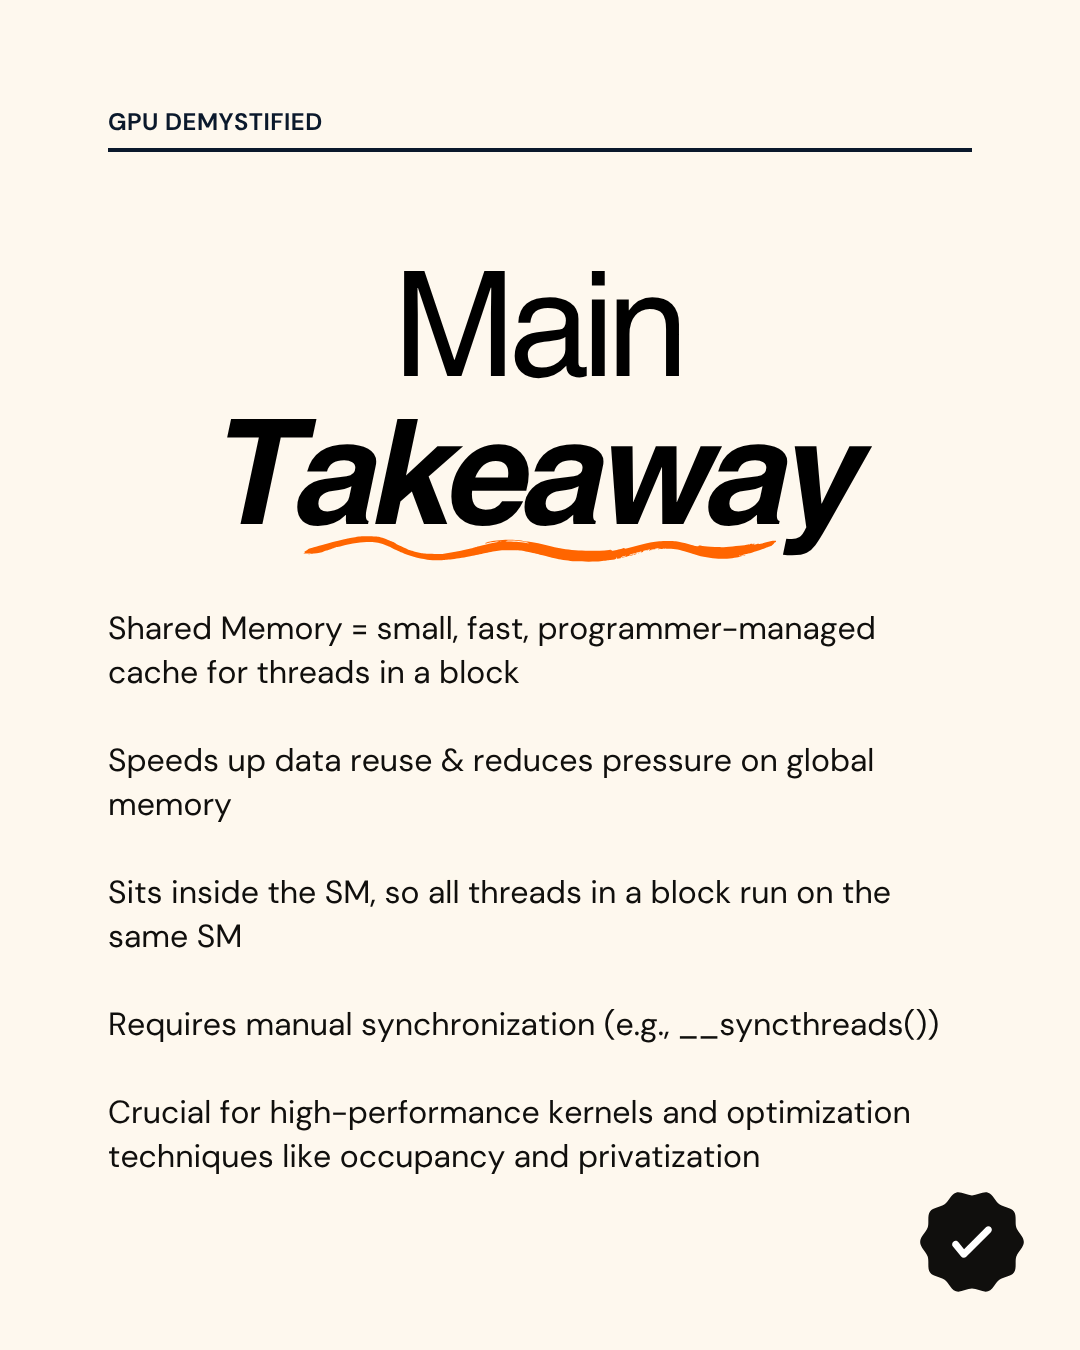 GPU DEMYSTIFIED
Main
Takeaway
Shared Memory = small, fast, programmer-managed
cache for threads in a block
Speeds up data reuse & reduces pressure on global
memory
Sits inside the SM, so all threads in a block run on the
same SM
Requires manual synchronization (e.g., __syncthreads())
Crucial for high-performance kernels and optimization
techniques like occupancy and privatization